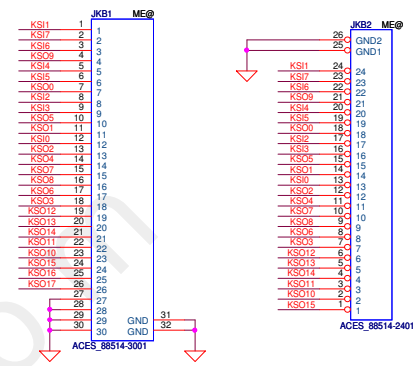 JKB1 ME@
KSI1 1 1
KSI7 2 2
KSI6 3 3
KSO9 4 4
KSI4 5 5
KSI5 6 6
KSO0 7 7
KSI2 8 8
KSI3 9 9
KSO5 10 10
KSO1 11 11
KSI0 12 12
KSO2 13 13
KSO4 14 14
KSO7 15 15
KSO8 16 16
KSO6 17 17
KSO3 18 18
KSO12 19 19
KSO13 20 20
KSO14 21 21
KSO11 22 22
KSO10 23 23
KSO15 24 24
KSO16 25 25
KSO17 26 26
27 27
28 28
29 29 GND 31
30 30 GND 32
ACES_88514-3001
JKB2 ME@
26 GND2
25 GND1
KSI1 24 24
KSI7 23 23
KSI6 22 22
KSO9 21 21
KSI4 20 20
KSI5 19 19
KSO0 18 18
KSI2 17 17
KSI3 16 16
KSO5 15 15
KSO1 14 14
KSI0 13 13
KSO2 12 12
KSO4 11 11
KSO7 10 10
KSO8 9 9
KSO6 8 8
KSO3 7 7
KSO12 6 6
KSO13 5 5
KSO14 4 4
KSO11 3 3
KSO10 2 2
KSO15 1 1
ACES_88514-2401